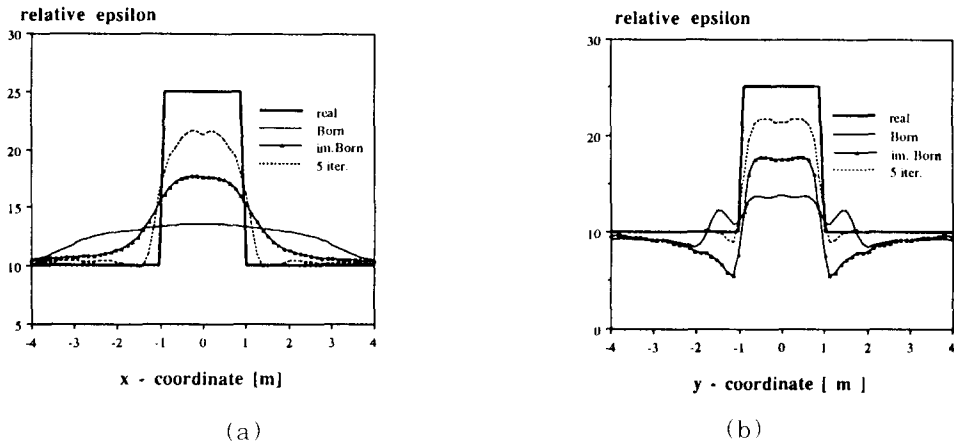 relative epsilon
30
25
20
15
10
5
real
Born
im.Born
5 iter.
-4 -3 -2 -1 0 1 2 3 4
x - coordinate [m]
(a)
relative epsilon
30
20
10
0
real
Born
im. Born
5 iter.
-4 -3 -2 -1 0 1 2 3 4
y - coordinate [ m ]
(b)